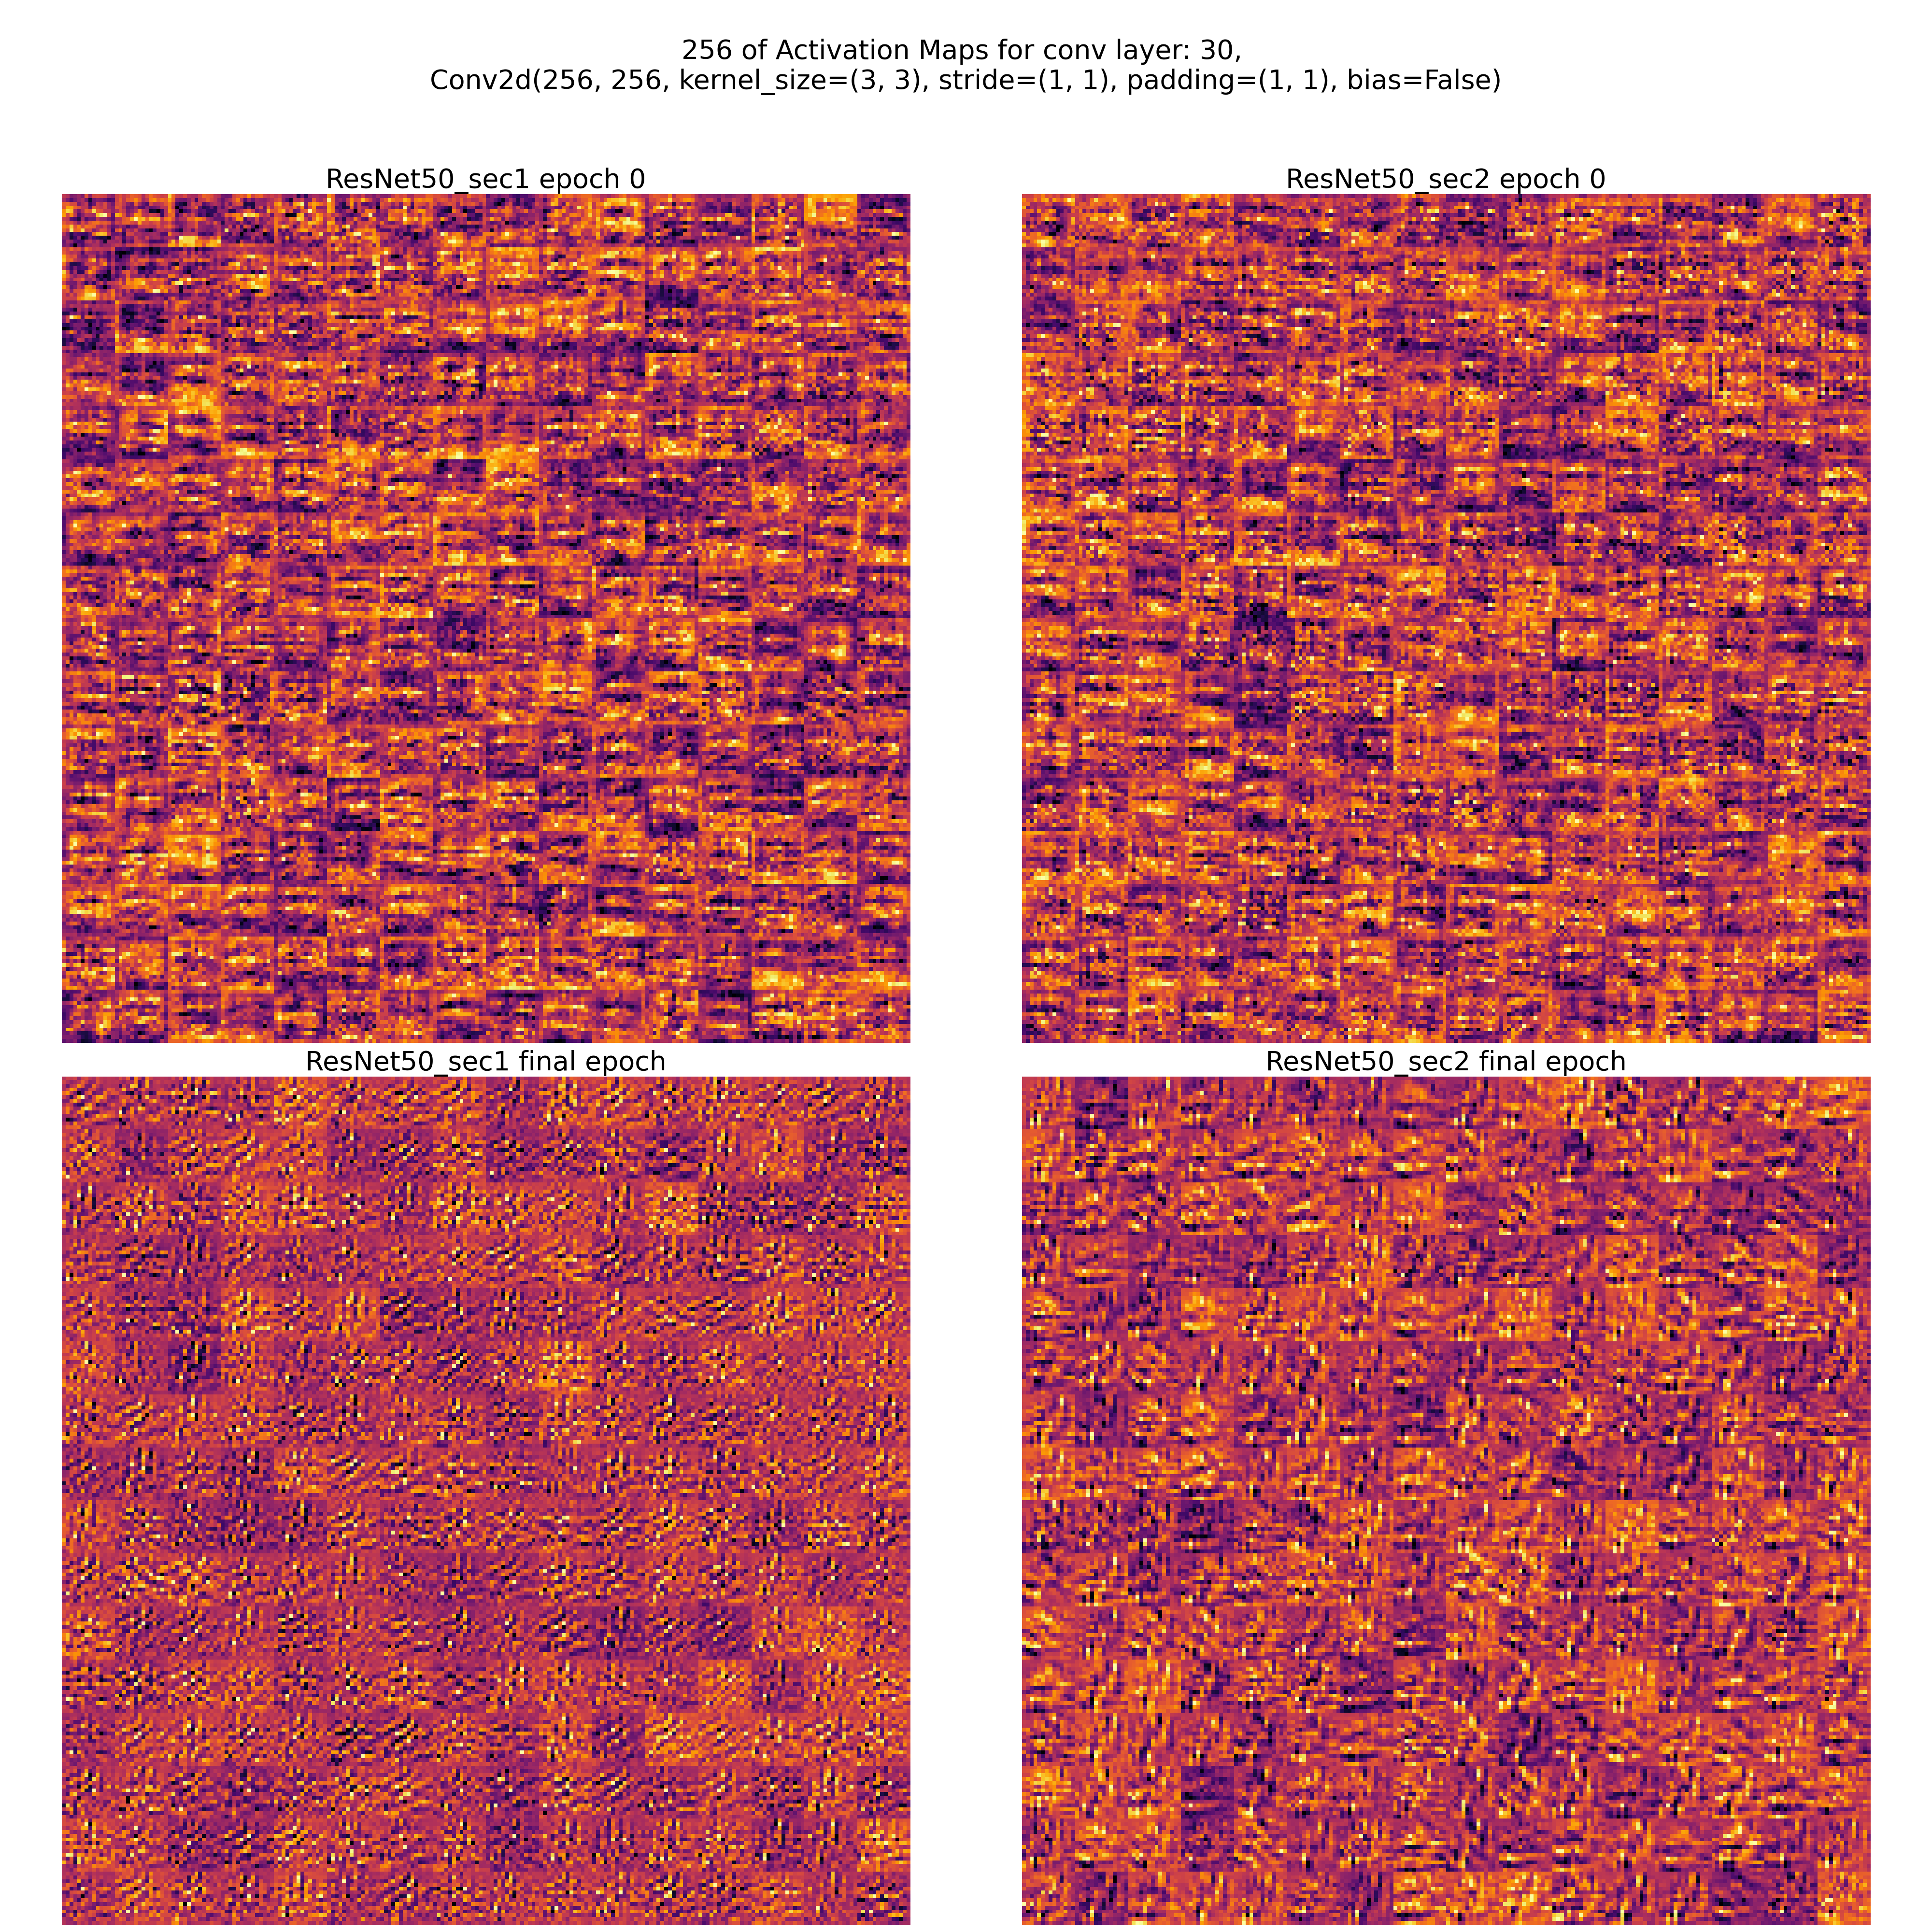 256 of Activation Maps for conv layer: 30,
Conv2d(256, 256, kernel_size=(3, 3), stride=(1, 1), padding=(1, 1), bias=False)
ResNet50_sec1 epoch 0
ResNet50_sec2 epoch 0
ResNet50_sec1 final epoch
ResNet50_sec2 final epoch